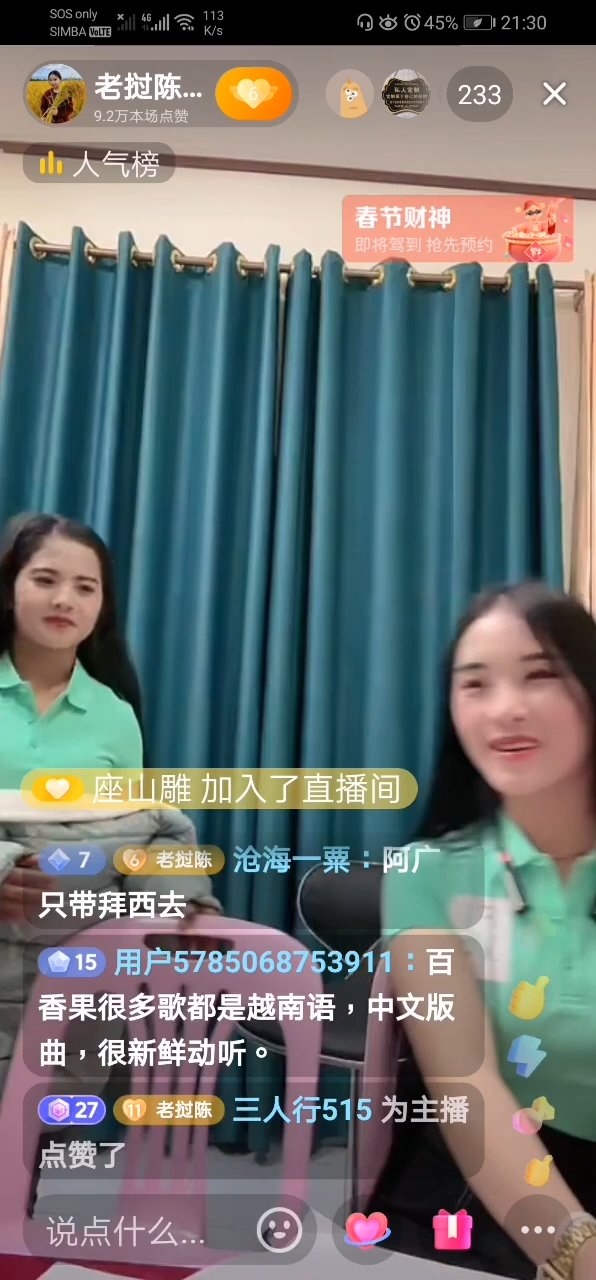 SOS only
SIMBA VoLTE
4G
113
K/s
45%
21:30
老挝陈...
9.2万本场点赞
6
私人定制
233
人气榜
春节财神
即将驾到 抢先预约
座山雕 加入了直播间
7 6 老挝陈 沧海一粟：阿广
只带拜西去
15 用户5785068753911：百
香果很多歌都是越南语，中文版
曲，很新鲜动听。
27 11 老挝陈 三人行515 为主播
点赞了
说点什么...